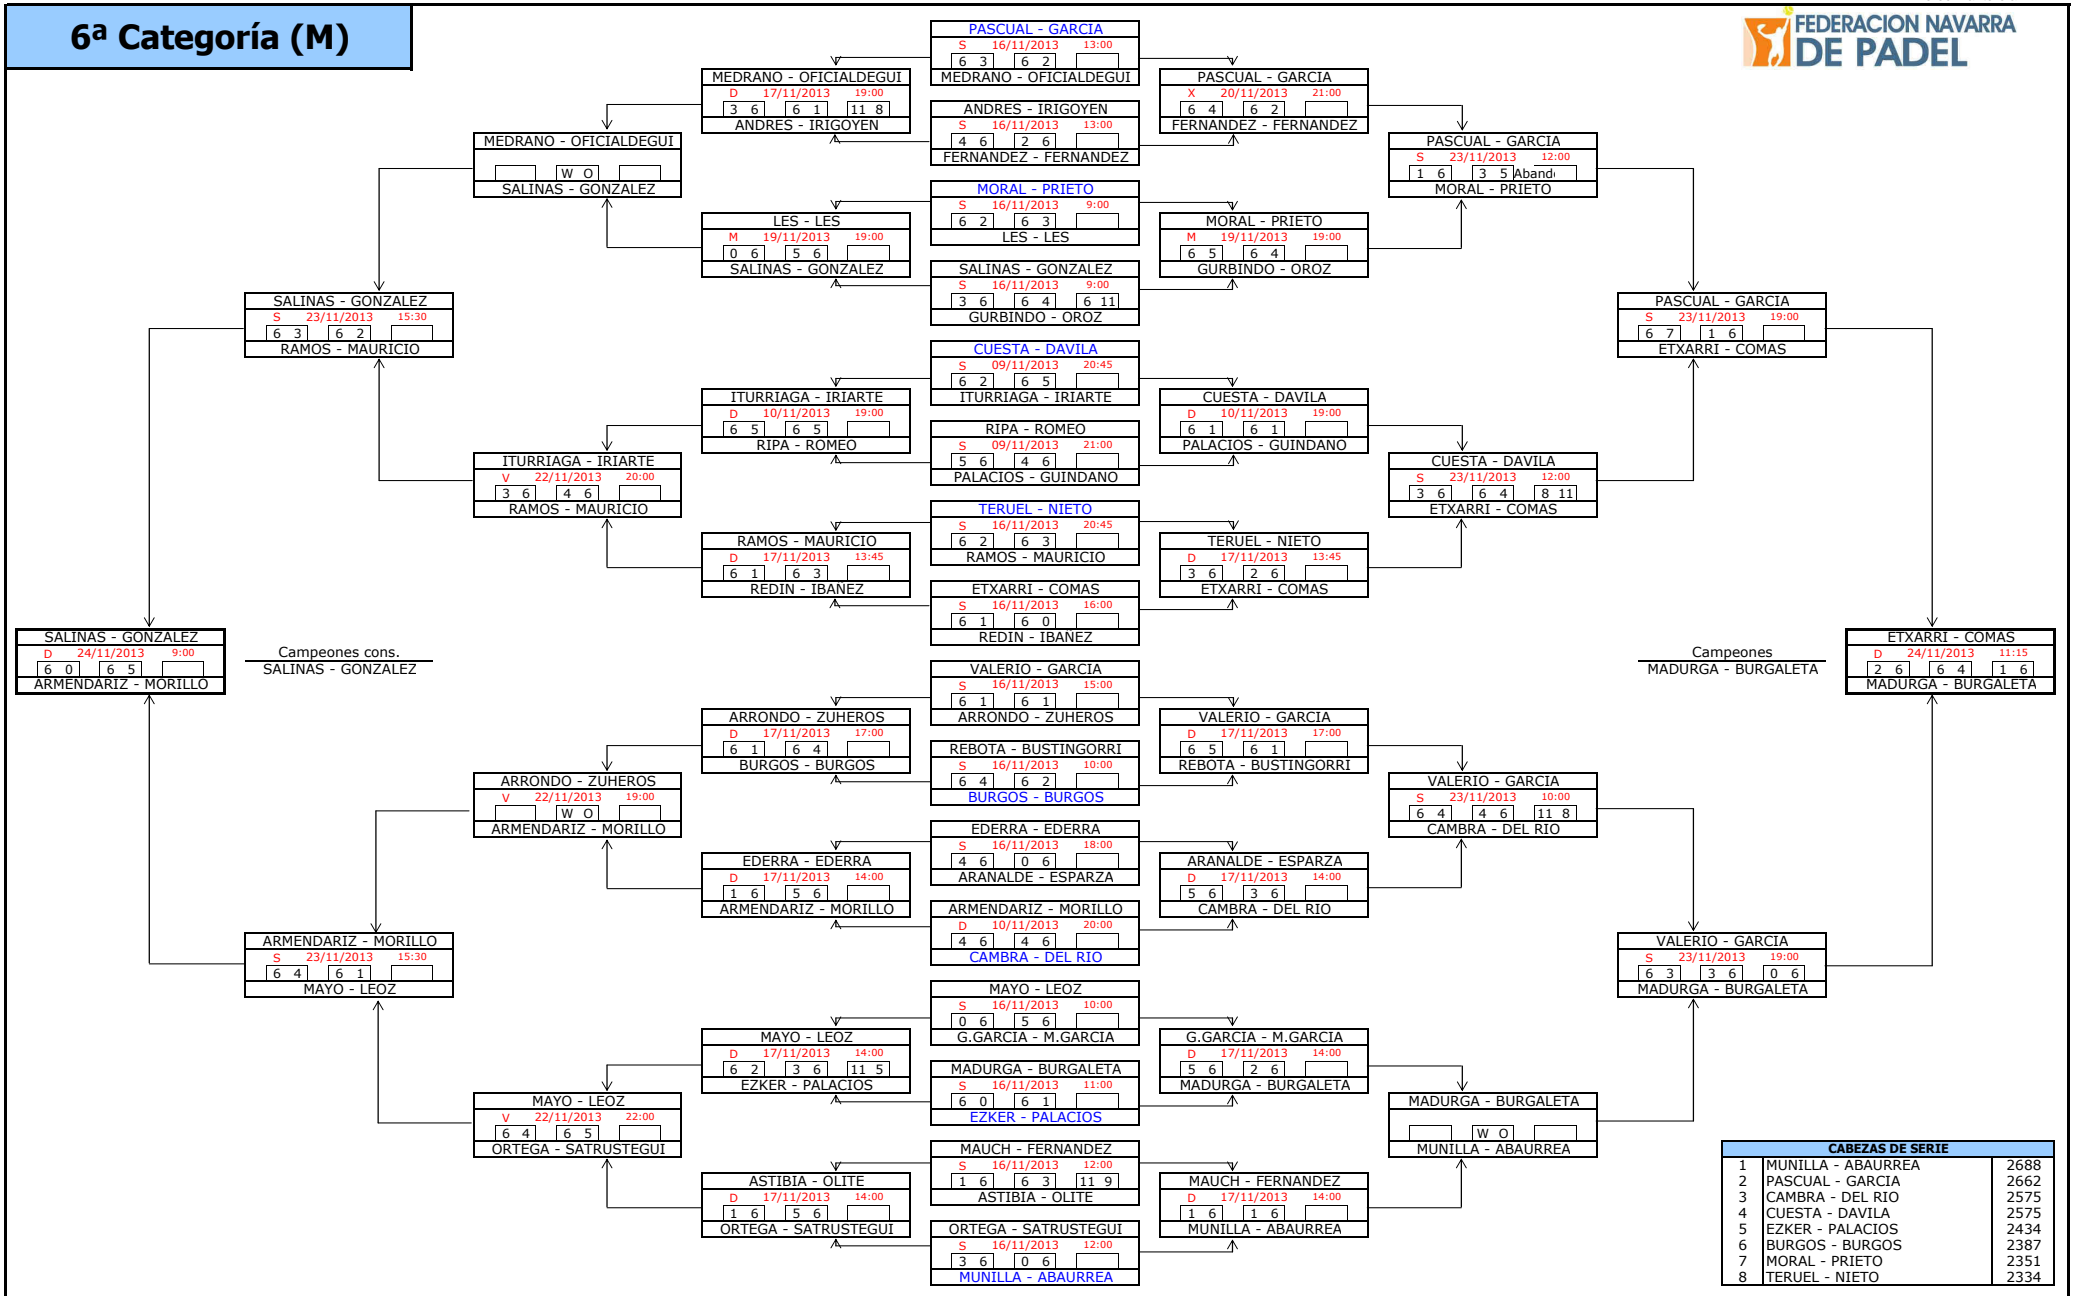 6ª Categoría (M)
FEDERACION NAVARRA
DE PADEL
SALINAS - GONZALEZ
D 24/11/2013 9:00
6 0 6 5
ARMENDARIZ - MORILLO
Campeones cons.
SALINAS - GONZALEZ
SALINAS - GONZALEZ
S 23/11/2013 15:30
6 3 6 2
RAMOS - MAURICIO
ARMENDARIZ - MORILLO
S 23/11/2013 15:30
6 4 6 1
MAYO - LEOZ
MEDRANO - OFICIALDEGUI
W O
SALINAS - GONZALEZ
ITURRIAGA - IRIARTE
V 22/11/2013 20:00
3 6 4 6
RAMOS - MAURICIO
ARRONDO - ZUHEROS
V 22/11/2013 19:00
W O
ARMENDARIZ - MORILLO
MAYO - LEOZ
V 22/11/2013 22:00
6 4 6 5
ORTEGA - SATRUSTEGUI
MEDRANO - OFICIALDEGUI
D 17/11/2013 19:00
3 6 6 1 11 8
ANDRES - IRIGOYEN
LES - LES
M 19/11/2013 19:00
0 6 5 6
SALINAS - GONZALEZ
ITURRIAGA - IRIARTE
D 10/11/2013 19:00
6 5 6 5
RIPA - ROMEO
RAMOS - MAURICIO
D 17/11/2013 13:45
6 1 6 3
REDIN - IBAÑEZ
ARRONDO - ZUHEROS
D 17/11/2013 17:00
6 1 6 4
BURGOS - BURGOS
EDERRA - EDERRA
D 17/11/2013 14:00
1 6 5 6
ARMENDARIZ - MORILLO
MAYO - LEOZ
D 17/11/2013 14:00
6 2 3 6 11 5
EZKER - PALACIOS
ASTIBIA - OLITE
D 17/11/2013 14:00
1 6 5 6
ORTEGA - SATRUSTEGUI
PASCUAL - GARCIA
S 16/11/2013 13:00
6 3 6 2
MEDRANO - OFICIALDEGUI
ANDRES - IRIGOYEN
S 16/11/2013 13:00
4 6 2 6
FERNANDEZ - FERNANDEZ
MORAL - PRIETO
S 16/11/2013 9:00
6 2 6 3
LES - LES
SALINAS - GONZALEZ
S 16/11/2013 9:00
3 6 6 4 6 11
GURBINDO - OROZ
CUESTA - DAVILA
S 09/11/2013 20:45
6 2 6 5
ITURRIAGA - IRIARTE
RIPA - ROMEO
S 09/11/2013 21:00
5 6 4 6
PALACIOS - GUINDANO
TERUEL - NIETO
S 16/11/2013 20:45
6 2 6 3
RAMOS - MAURICIO
ETXARRI - COMAS
S 16/11/2013 16:00
6 1 6 0
REDIN - IBAÑEZ
VALERIO - GARCIA
S 16/11/2013 15:00
6 1 6 1
ARRONDO - ZUHEROS
REBOTA - BUSTINGORRI
S 16/11/2013 10:00
6 4 6 2
BURGOS - BURGOS
EDERRA - EDERRA
S 16/11/2013 18:00
4 6 0 6
ARANALDE - ESPARZA
ARMENDARIZ - MORILLO
D 10/11/2013 20:00
4 6 4 6
CAMBRA - DEL RIO
MAYO - LEOZ
S 16/11/2013 10:00
0 6 5 6
G.GARCIA - M.GARCIA
MADURGA - BURGALETA
S 16/11/2013 11:00
6 0 6 1
EZKER - PALACIOS
MAUCH - FERNANDEZ
S 16/11/2013 12:00
1 6 6 3 11 9
ASTIBIA - OLITE
ORTEGA - SATRUSTEGUI
S 16/11/2013 12:00
3 6 0 6
MUNILLA - ABAURREA
PASCUAL - GARCIA
X 20/11/2013 21:00
6 4 6 2
FERNANDEZ - FERNANDEZ
MORAL - PRIETO
M 19/11/2013 19:00
6 5 6 4
GURBINDO - OROZ
CUESTA - DAVILA
D 10/11/2013 19:00
6 1 6 1
PALACIOS - GUINDANO
TERUEL - NIETO
D 17/11/2013 13:45
3 6 2 6
ETXARRI - COMAS
VALERIO - GARCIA
D 17/11/2013 17:00
6 5 6 1
REBOTA - BUSTINGORRI
ARANALDE - ESPARZA
D 17/11/2013 14:00
5 6 3 6
CAMBRA - DEL RIO
G.GARCIA - M.GARCIA
D 17/11/2013 14:00
5 6 2 6
MADURGA - BURGALETA
MAUCH - FERNANDEZ
D 17/11/2013 14:00
1 6 1 6
MUNILLA - ABAURREA
PASCUAL - GARCIA
S 23/11/2013 12:00
1 6 3 5 Aband
MORAL - PRIETO
CUESTA - DAVILA
S 23/11/2013 12:00
3 6 6 4 8 11
ETXARRI - COMAS
VALERIO - GARCIA
S 23/11/2013 10:00
6 4 4 6 11 8
CAMBRA - DEL RIO
MADURGA - BURGALETA
W O
MUNILLA - ABAURREA
PASCUAL - GARCIA
S 23/11/2013 19:00
6 7 1 6
ETXARRI - COMAS
VALERIO - GARCIA
S 23/11/2013 19:00
6 3 3 6 0 6
MADURGA - BURGALETA
Campeones
MADURGA - BURGALETA
ETXARRI - COMAS
D 24/11/2013 11:15
2 6 6 4 1 6
MADURGA - BURGALETA
CABEZAS DE SERIE
1 MUNILLA - ABAURREA 2688
2 PASCUAL - GARCIA 2662
3 CAMBRA - DEL RIO 2575
4 CUESTA - DAVILA 2575
5 EZKER - PALACIOS 2434
6 BURGOS - BURGOS 2387
7 MORAL - PRIETO 2351
8 TERUEL - NIETO 2334